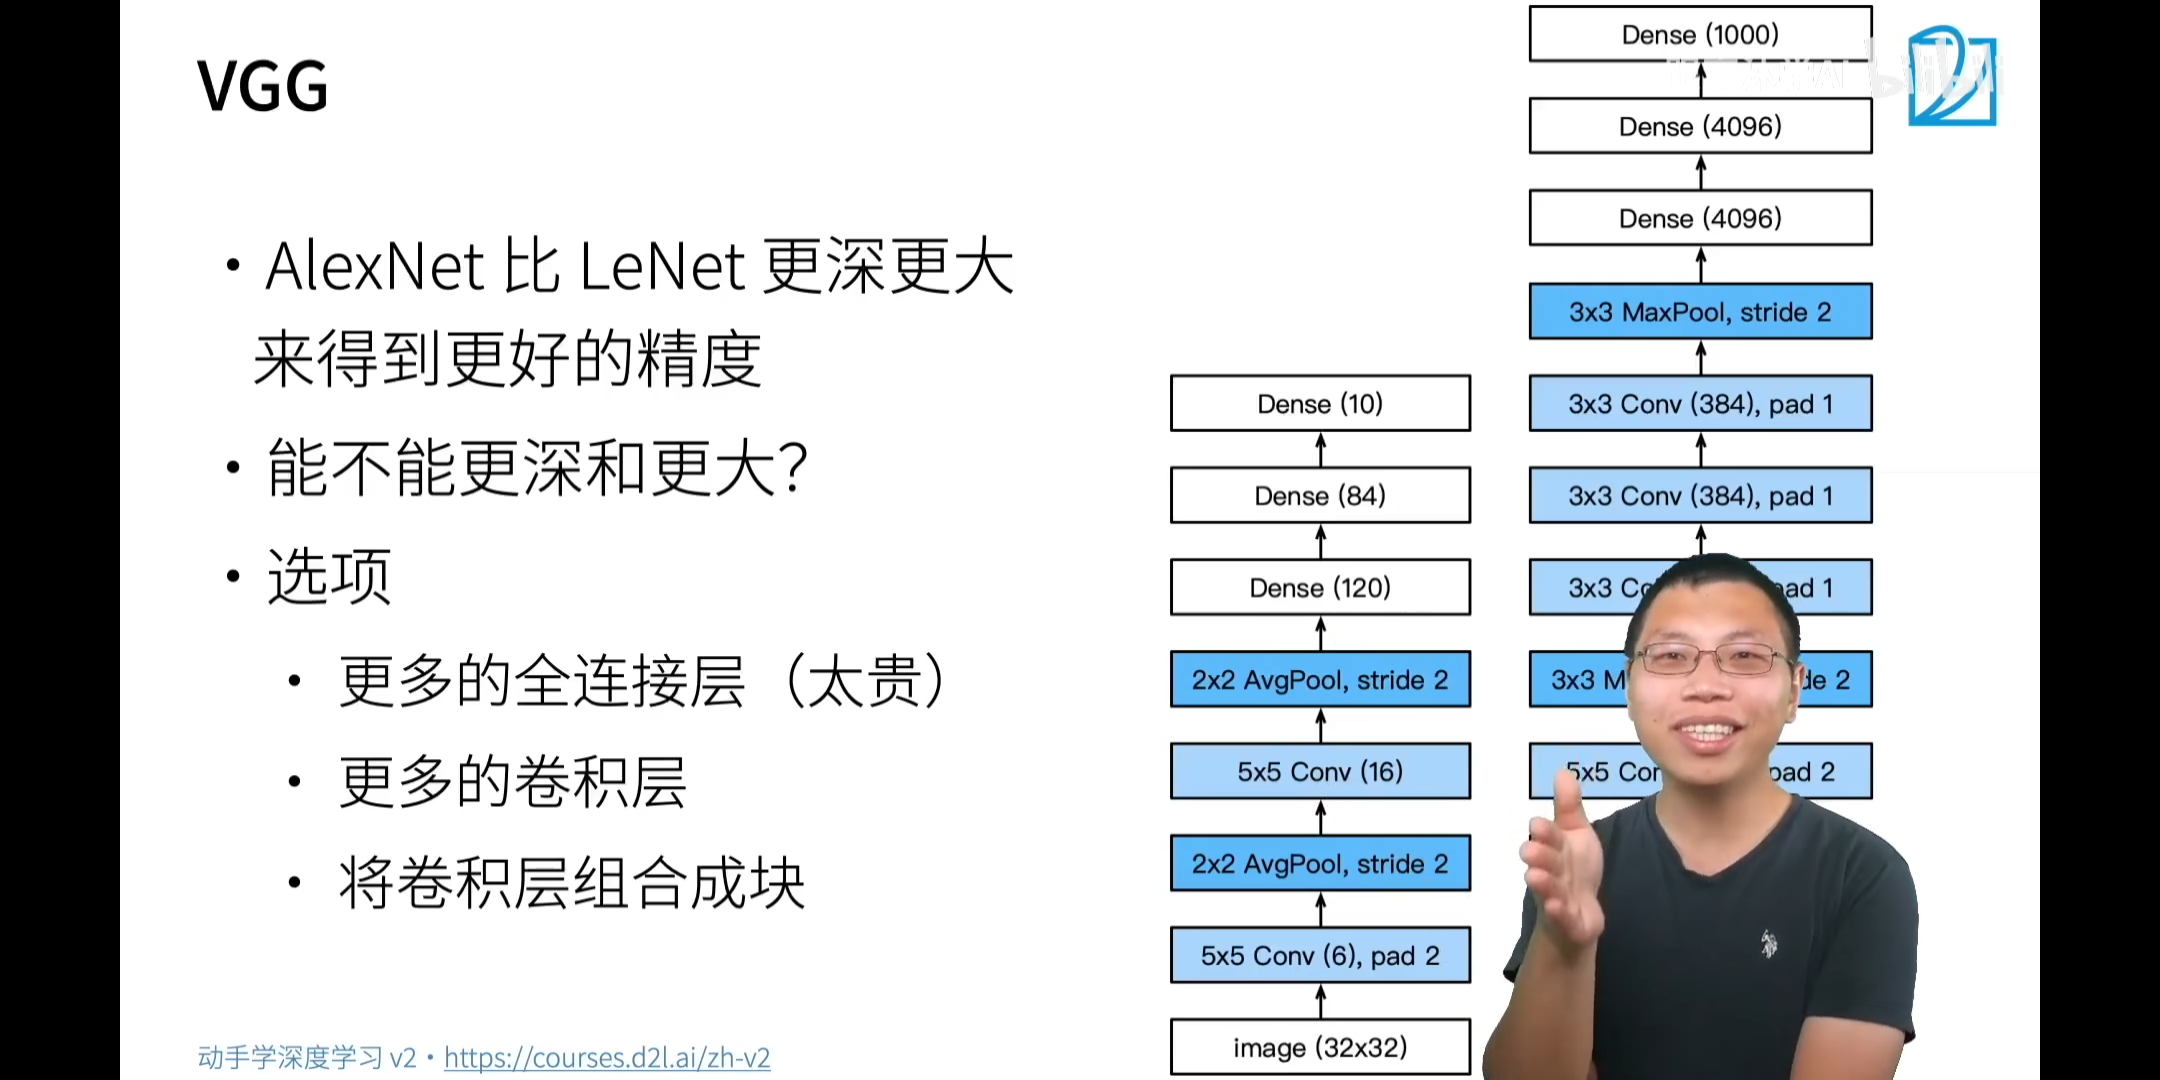 VGG
• AlexNet 比 LeNet 更深更大
来得到更好的精度
• 能不能更深和更大?
• 选项
• 更多的全连接层（太贵）
• 更多的卷积层
• 将卷积层组合成块
Dense (10)
Dense (84)
Dense (120)
2x2 AvgPool, stride 2
5x5 Conv (16)
2x2 AvgPool, stride 2
5x5 Conv (6), pad 2
image (32x32)
Dense (1000)
Dense (4096)
Dense (4096)
3x3 MaxPool, stride 2
3x3 Conv (384), pad 1
3x3 Conv (384), pad 1
3x3 pad 1
3x3 stride 2
5x5 pad 2
bilibili
动手学深度学习 v2 • https://courses.d2l.ai/zh-v2